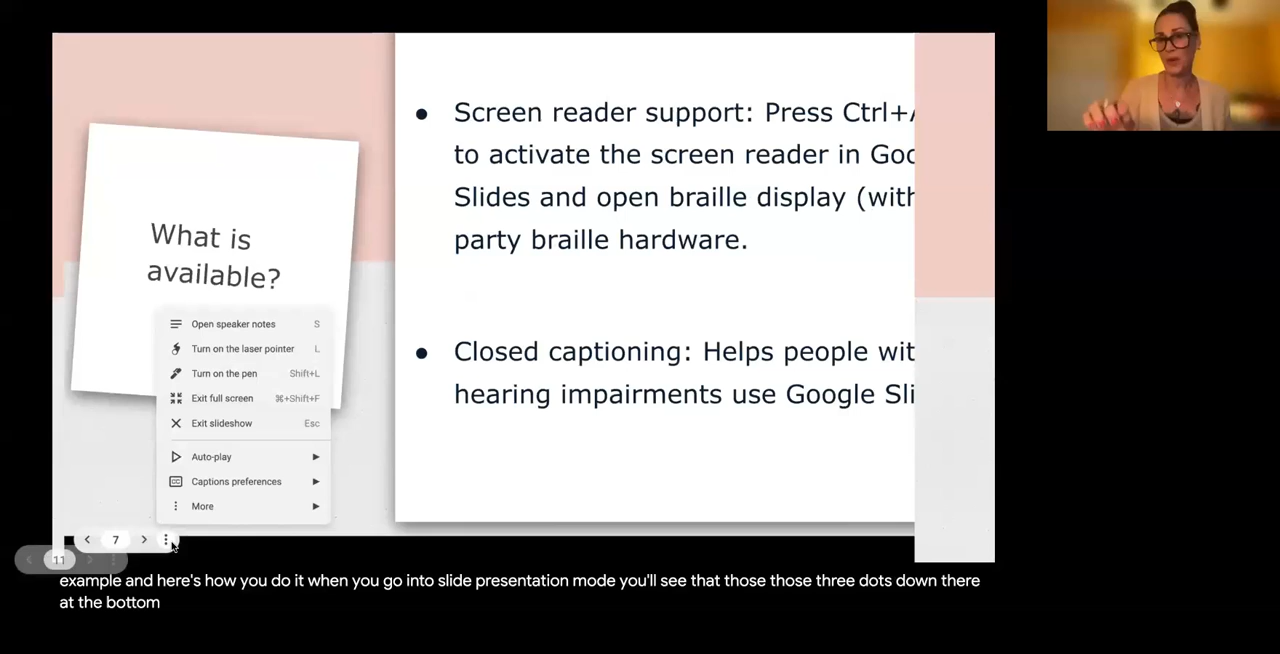 What is
available?
● Screen reader support: Press Ctrl+A
to activate the screen reader in Goo
Slides and open braille display (with
party braille hardware.
● Closed captioning: Helps people wit
hearing impairments use Google Sli
Open speaker notes S
Turn on the laser pointer L
Turn on the pen Shift+L
Exit full screen ⌘+Shift+F
Exit slideshow Esc
Auto-play
CC Captions preferences
More
7
11
example and here's how you do it when you go into slide presentation mode you'll see that those those three dots down there
at the bottom